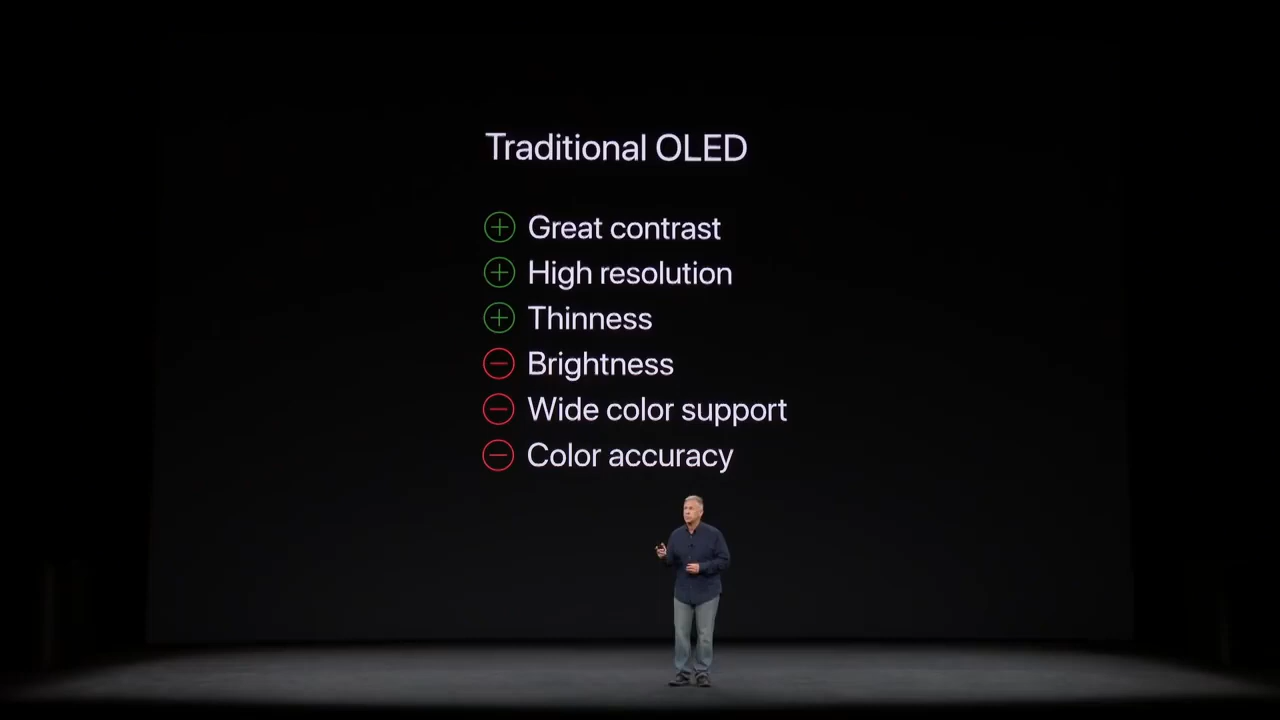 Traditional OLED
Great contrast
High resolution
Thinness
Brightness
Wide color support
Color accuracy